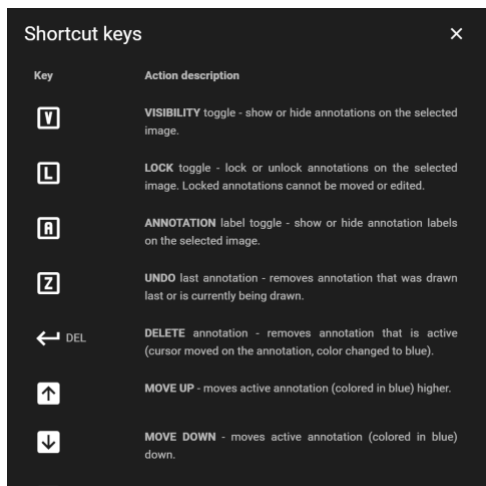 Shortcut keys
Key Action description
V VISIBILITY toggle - show or hide annotations on the selected
image.
L LOCK toggle - lock or unlock annotations on the selected
image. Locked annotations cannot be moved or edited.
A ANNOTATION label toggle - show or hide annotation labels
on the selected image.
Z UNDO last annotation - removes annotation that was drawn
last or is currently being drawn.
DEL DELETE annotation - removes annotation that is active
(cursor moved on the annotation, color changed to blue).
MOVE UP - moves active annotation (colored in blue) higher.
MOVE DOWN - moves active annotation (colored in blue)
down.